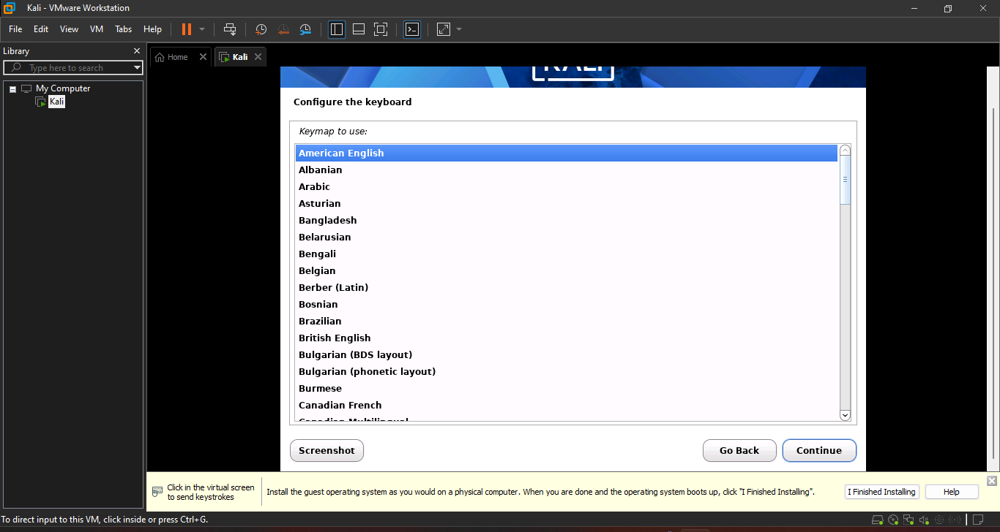 Kali - VMware Workstation
File Edit View VM Tabs Help
Library
Type here to search
Home
Kali
My Computer
Kali
KALI
Configure the keyboard
Keymap to use:
American English
Albanian
Arabic
Asturian
Bangladesh
Belarusian
Bengali
Belgian
Berber (Latin)
Bosnian
Brazilian
British English
Bulgarian (BDS layout)
Bulgarian (phonetic layout)
Burmese
Canadian French
Canadian Multilingual
Screenshot
Go Back
Continue
Click in the virtual screen
to send keystrokes
Install the guest operating system as you would on a physical computer. When you are done and the operating system boots up, click "I Finished Installing".
I Finished Installing
Help
To direct input to this VM, click inside or press Ctrl+G.